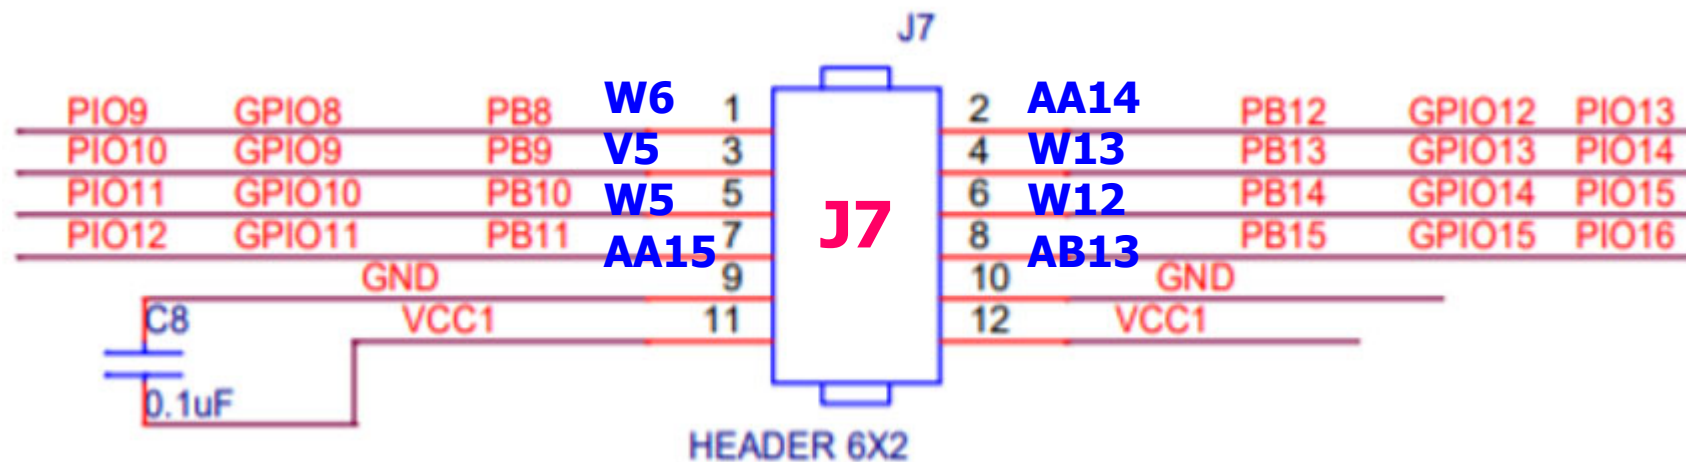 J7
PIO9 GPIO8 PB8 W6 1 2 AA14 PB12 GPIO12 PIO13
PIO10 GPIO9 PB9 V5 3 4 W13 PB13 GPIO13 PIO14
PIO11 GPIO10 PB10 W5 5 J7 6 W12 PB14 GPIO14 PIO15
PIO12 GPIO11 PB11 AA15 7 8 AB13 PB15 GPIO15 PIO16
GND 9 10 GND
C8 VCC1 11 12 VCC1
0.1uF
HEADER 6X2